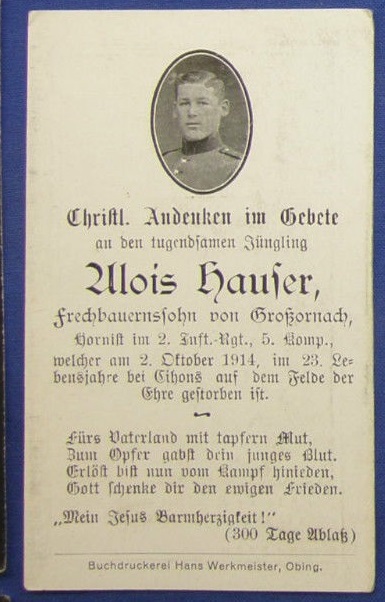 Christl. Andenken im Gebete
an den tugendsamen Jüngling
Alois Hauser,
Frechbauernssohn von Großornach,
Hornist im 2. Inft.-Rgt., 5. Komp.,
welcher am 2. Oktober 1914, im 23. Le-
bensjahre bei Lihons auf dem Felde der
Ehre gestorben ist.
Fürs Vaterland mit tapfern Mut,
Zum Opfer gabst dein junges Blut.
Erlöst bist nun vom Kampf hinieden,
Gott schenke dir den ewigen Frieden.
„Mein Jesus Barmherzigkeit!“
(300 Tage Ablaß)
Buchdruckerei Hans Werkmeister, Obing.